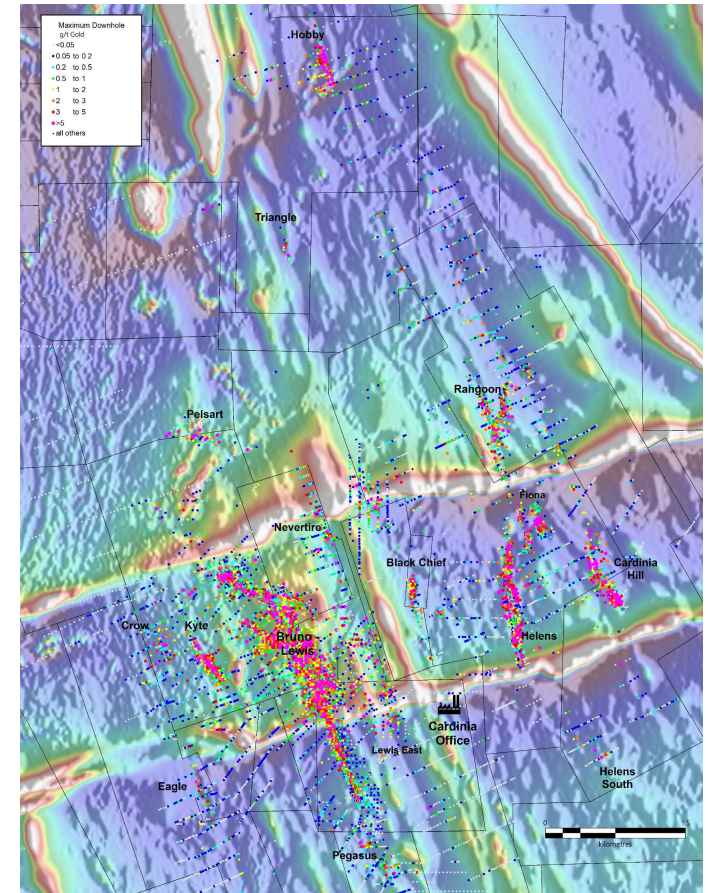 Maximum Downhole
g/t Gold
<0.05
0.05 to 0.2
0.2 to 0.5
0.5 to 1
1 to 2
2 to 3
3 to 5
>5
all others
Hobby
Triangle
Rangoon
Pelsart
Fiona
Nevertire
Black Chief
Cardinia
Hill
Crow
Kyte
Bruno
Lewis
Helens
Cardinia
Office
Lewis East
Helens
South
Eagle
0
1.5
kilometres
Pegasus